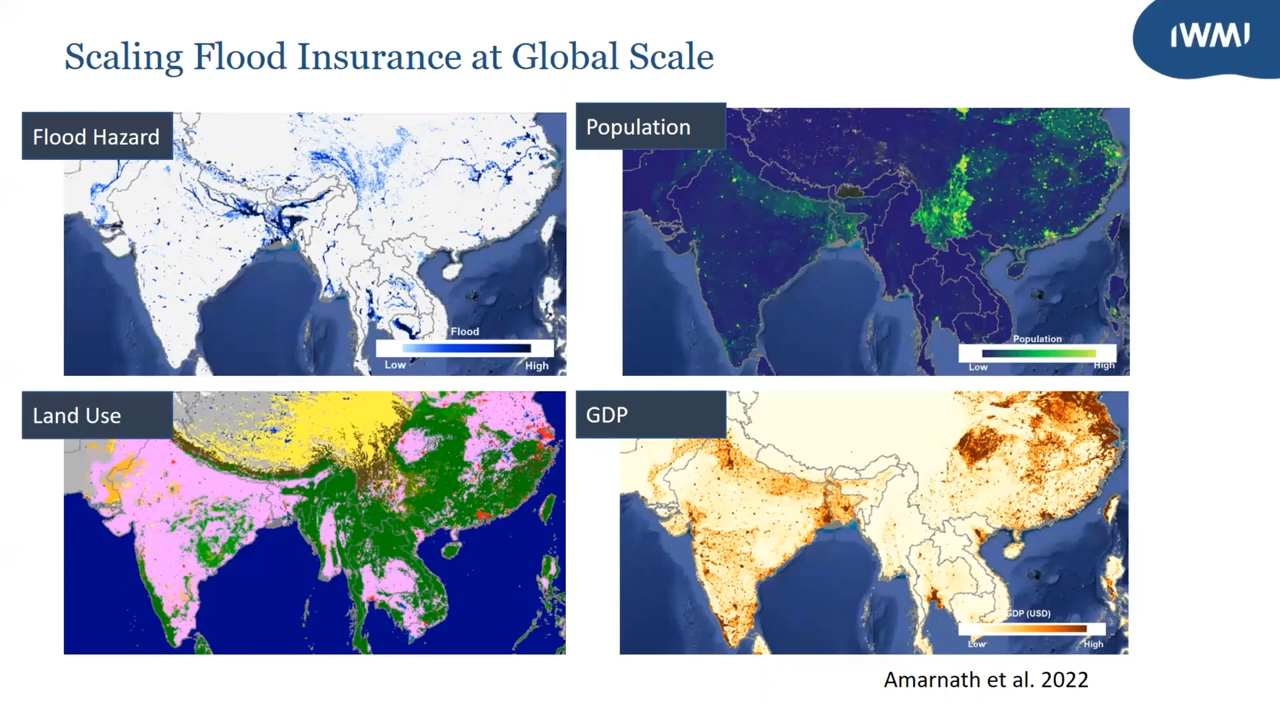 IWMI
Scaling Flood Insurance at Global Scale
Flood Hazard
Flood
Low High
Population
Population
Low High
Land Use
GDP
GDP (USD)
Low High
Amarnath et al. 2022